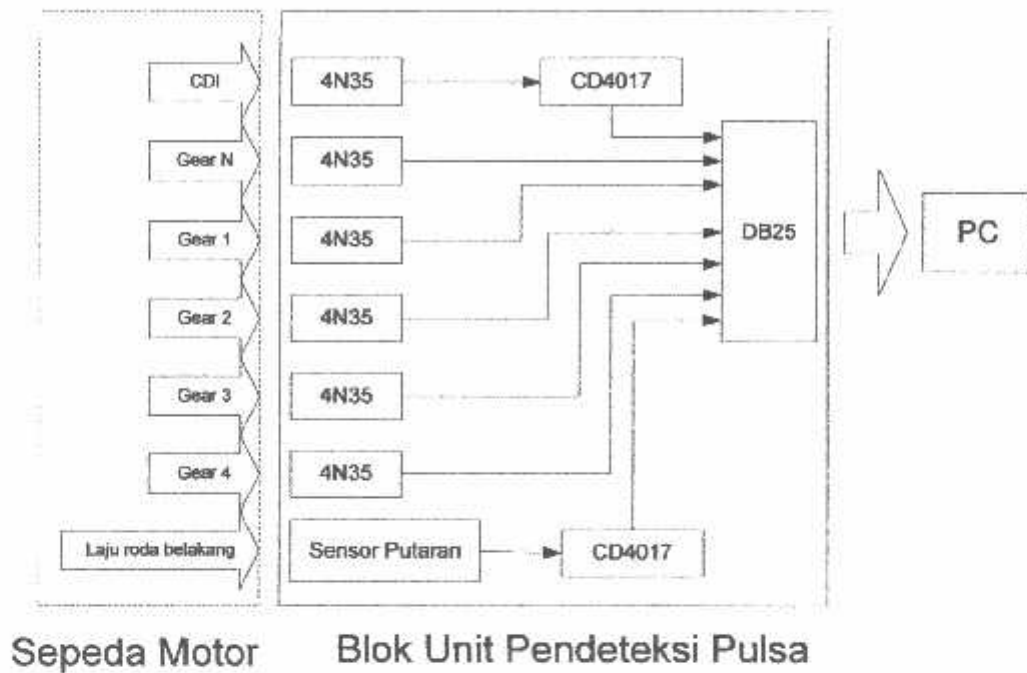 CDI
4N35
CD4017
Gear N
4N35
Gear 1
4N35
DB25
PC
Gear 2
4N35
Gear 3
4N35
Gear 4
4N35
Laju roda belakang
Sensor Putaran
CD4017
Sepeda Motor
Blok Unit Pendeteksi Pulsa